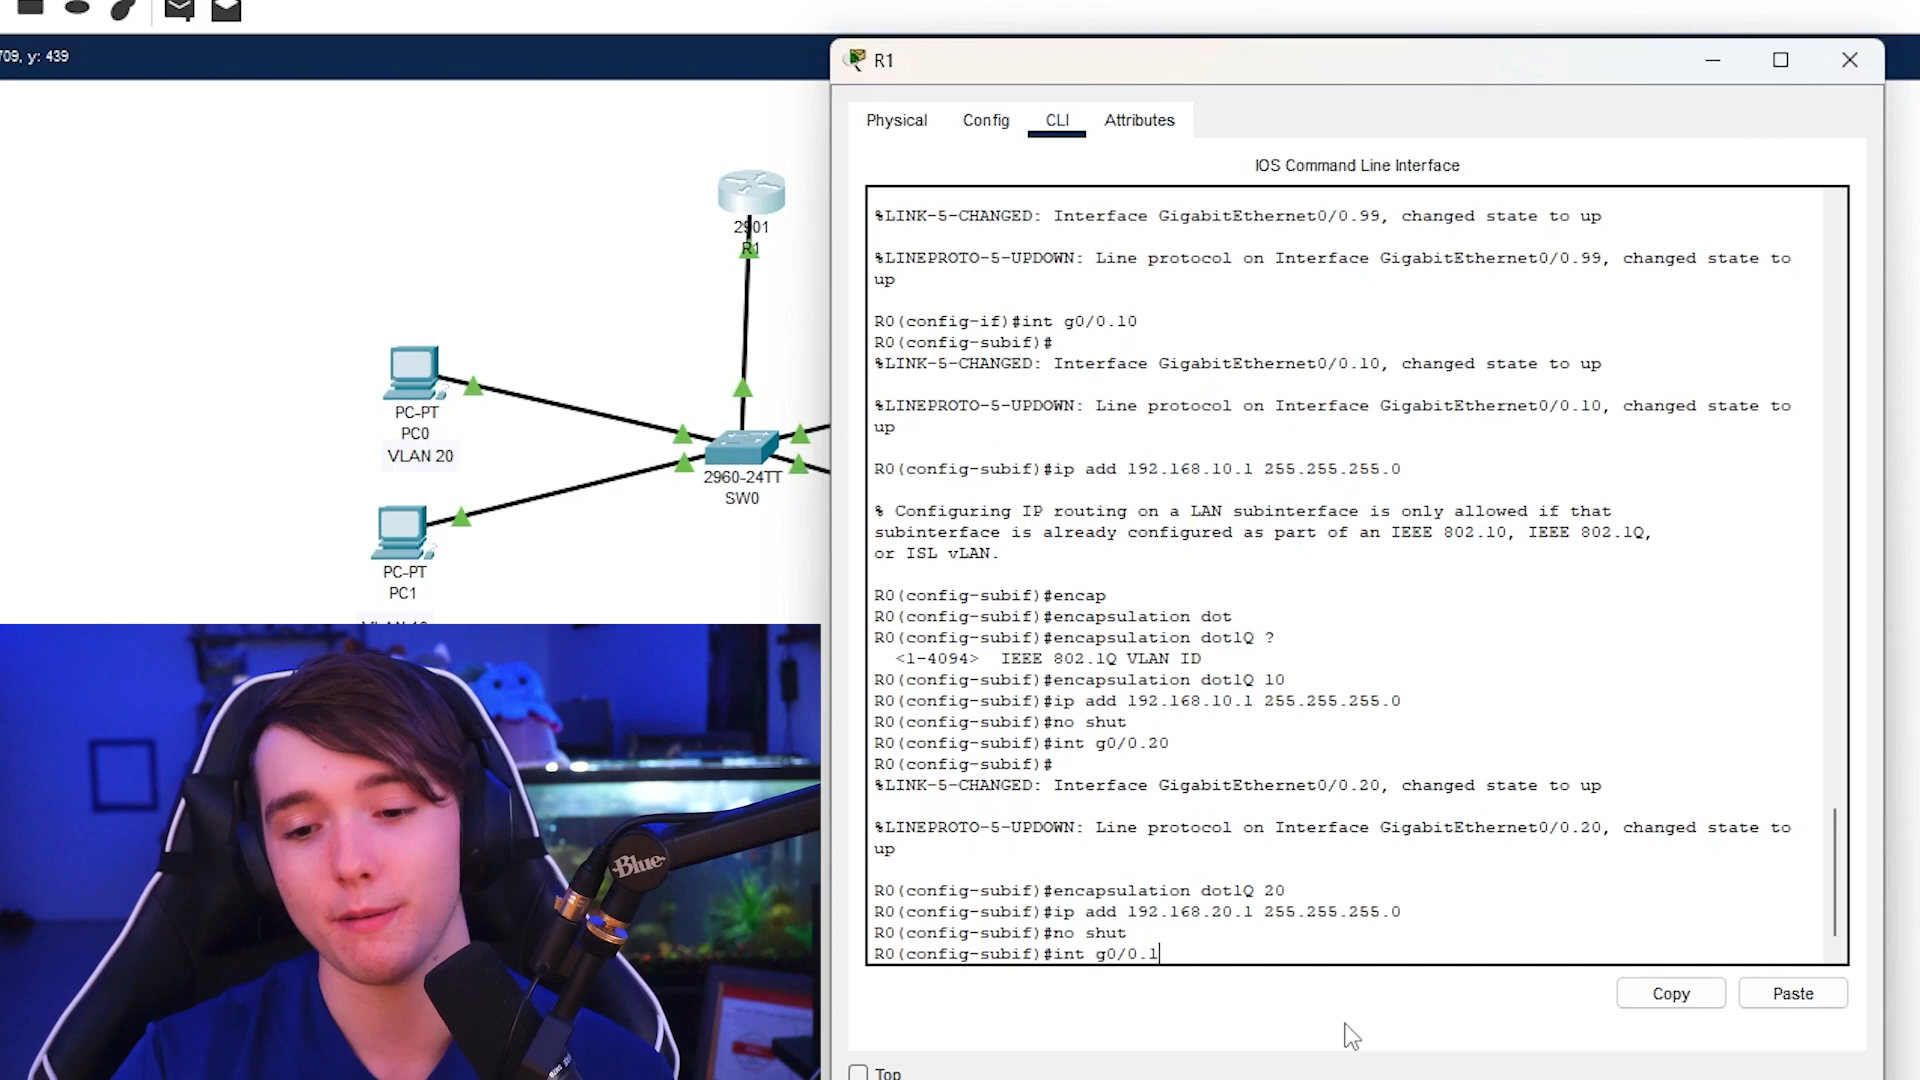 709, y: 439
R1
Physical
Config
CLI
Attributes
IOS Command Line Interface
%LINK-5-CHANGED: Interface GigabitEthernet0/0.99, changed state to up
%LINEPROTO-5-UPDOWN: Line protocol on Interface GigabitEthernet0/0.99, changed state to
up
R0(config-if)#int g0/0.10
R0(config-subif)#
%LINK-5-CHANGED: Interface GigabitEthernet0/0.10, changed state to up
%LINEPROTO-5-UPDOWN: Line protocol on Interface GigabitEthernet0/0.10, changed state to
up
R0(config-subif)#ip add 192.168.10.1 255.255.255.0
% Configuring IP routing on a LAN subinterface is only allowed if that
subinterface is already configured as part of an IEEE 802.10, IEEE 802.1Q,
or ISL vLAN.
R0(config-subif)#encap
R0(config-subif)#encapsulation dot
R0(config-subif)#encapsulation dot1Q ?
<1-4094> IEEE 802.1Q VLAN ID
R0(config-subif)#encapsulation dot1Q 10
R0(config-subif)#ip add 192.168.10.1 255.255.255.0
R0(config-subif)#no shut
R0(config-subif)#int g0/0.20
R0(config-subif)#
%LINK-5-CHANGED: Interface GigabitEthernet0/0.20, changed state to up
%LINEPROTO-5-UPDOWN: Line protocol on Interface GigabitEthernet0/0.20, changed state to
up
R0(config-subif)#encapsulation dot1Q 20
R0(config-subif)#ip add 192.168.20.1 255.255.255.0
R0(config-subif)#no shut
R0(config-subif)#int g0/0.1
Copy
Paste
Top
2901
R1
PC-PT
PC0
VLAN 20
2960-24TT
SW0
PC-PT
PC1
Blue